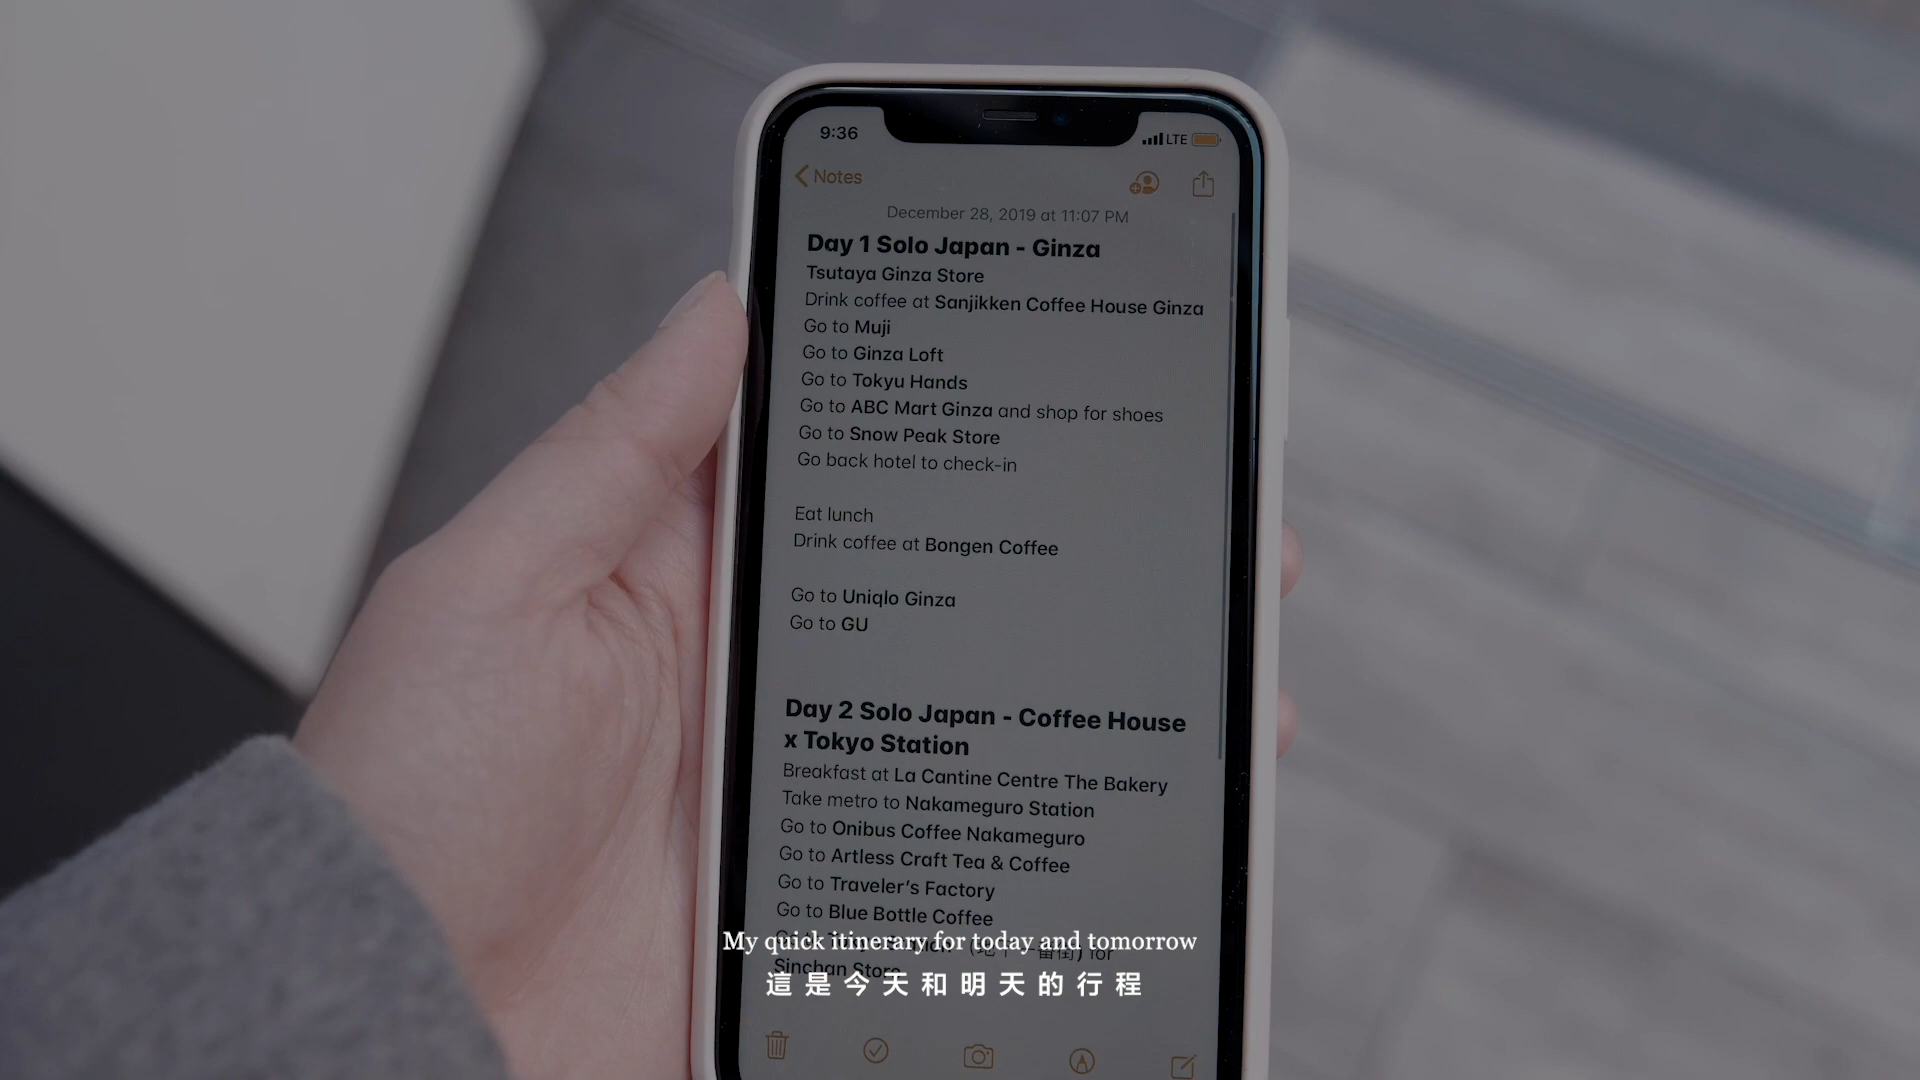 9:36
LTE
Notes
December 28, 2019 at 11:07 PM
Day 1 Solo Japan - Ginza
Tsutaya Ginza Store
Drink coffee at Sanjikken Coffee House Ginza
Go to Muji
Go to Ginza Loft
Go to Tokyu Hands
Go to ABC Mart Ginza and shop for shoes
Go to Snow Peak Store
Go back hotel to check-in
Eat lunch
Drink coffee at Bongen Coffee
Go to Uniqlo Ginza
Go to GU
Day 2 Solo Japan - Coffee House
x Tokyo Station
Breakfast at La Cantine Centre The Bakery
Take metro to Nakameguro Station
Go to Onibus Coffee Nakameguro
Go to Artless Craft Tea & Coffee
Go to Traveler's Factory
Go to Blue Bottle Coffee
My quick itinerary for today and tomorrow
Sinchan Store
這是今天和明天的行程